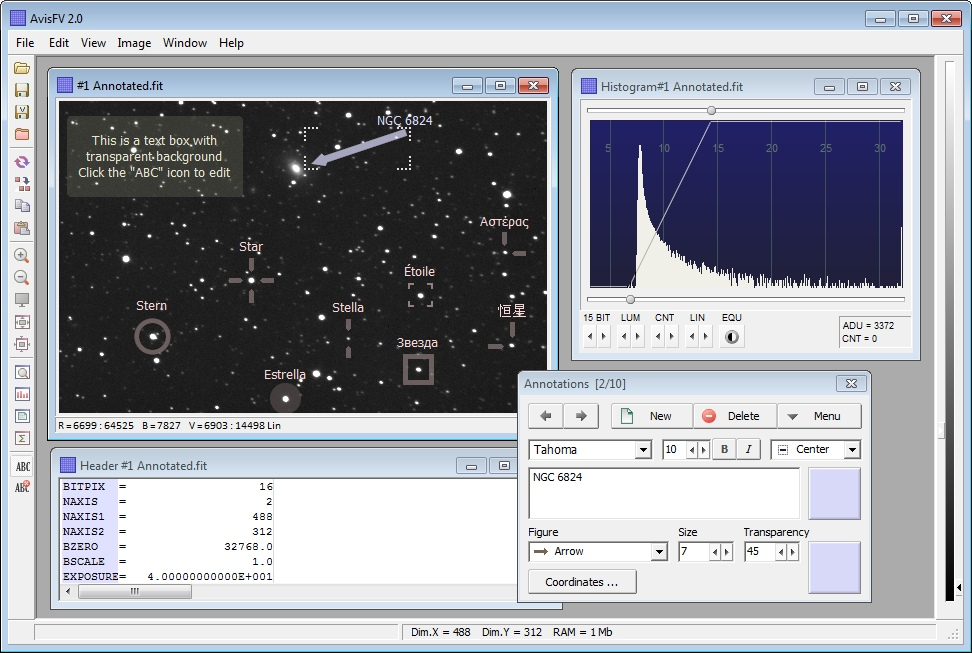 AvisFV 2.0
File Edit View Image Window Help
#1 Annotated.fit
NGC 6824
This is a text box with
transparent background
Click the "ABC" icon to edit
Αστέρας
Star
Étoile
Stern
Stella
恒星
Звезда
Estrella
R = 6699 : 64525 B = 7827 V = 6903 : 14498 Lin
Histogram#1 Annotated.fit
5 10 15 20 25 30
15 BIT LUM CNT LIN EQU
ADU = 3372
CNT = 0
Header #1 Annotated.fit
BITPIX = 16
NAXIS = 2
NAXIS1 = 488
NAXIS2 = 312
BZERO = 32768.0
BSCALE = 1.0
EXPOSURE= 4.00000000000E+001
Annotations [2/10]
New Delete Menu
Tahoma 10 B I Center
NGC 6824
Figure Size Transparency
Arrow 7 45
Coordinates ...
V
Σ
ABC
ABC
Dim.X = 488 Dim.Y = 312 RAM = 1 Mb